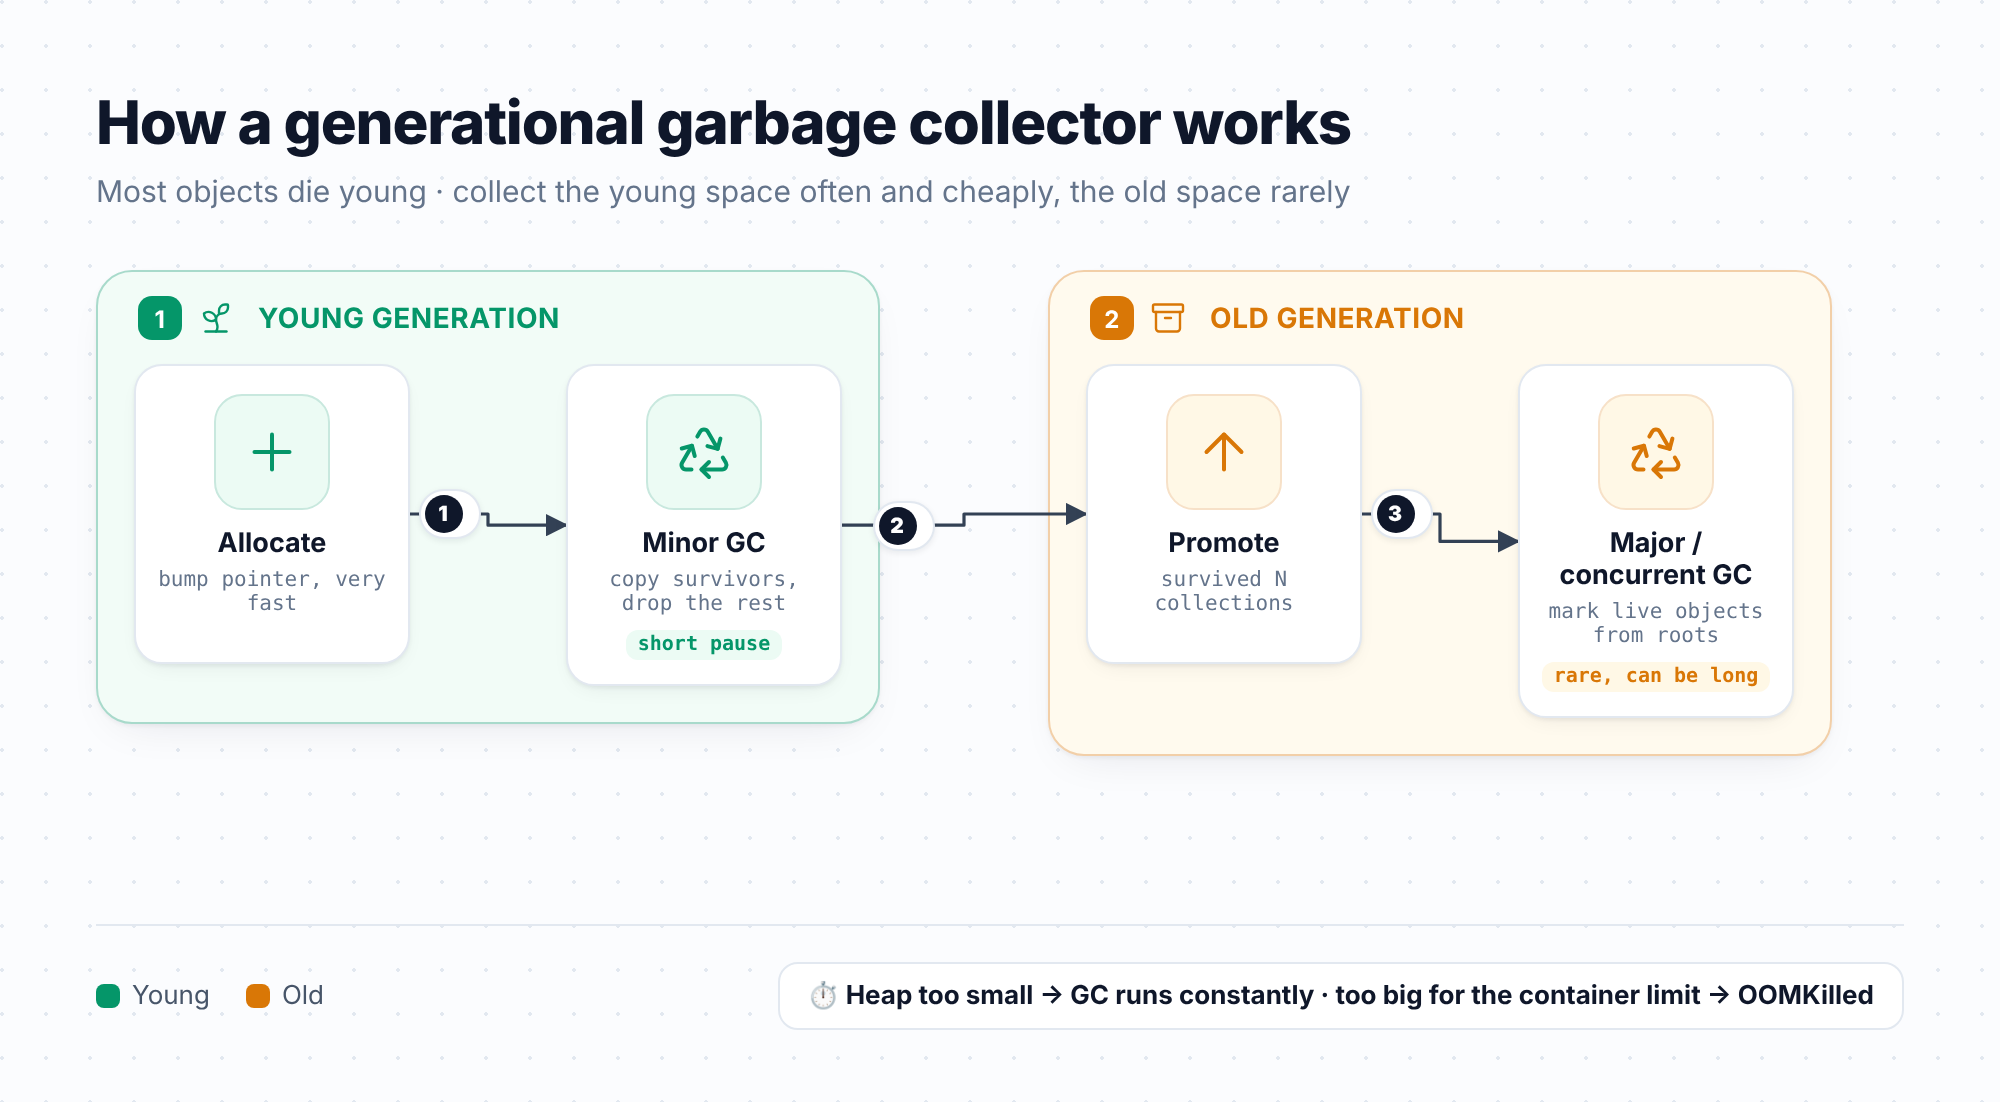 How a generational garbage collector works
Most objects die young · collect the young space often and cheaply, the old space rarely
1 YOUNG GENERATION
Allocate
bump pointer, very
fast
1
Minor GC
copy survivors,
drop the rest
short pause
2
2 OLD GENERATION
Promote
survived N
collections
3
Major /
concurrent GC
mark live objects
from roots
rare, can be long
Young
Old
⏱️ Heap too small → GC runs constantly · too big for the container limit → OOMKilled